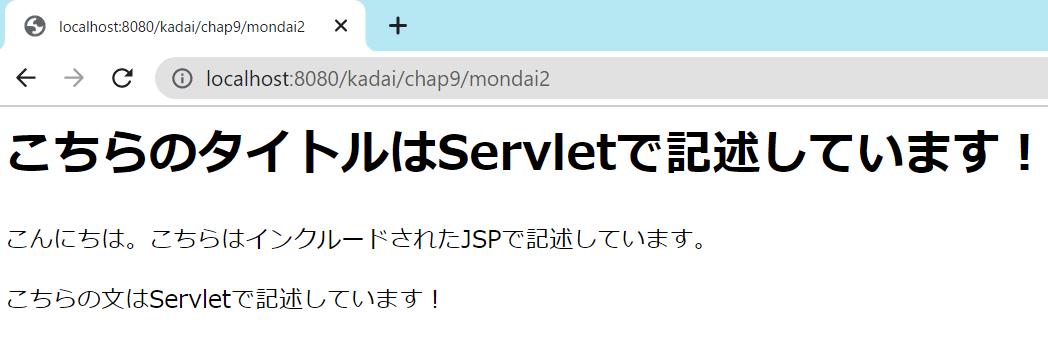 localhost:8080/kadai/chap9/mondai2
localhost:8080/kadai/chap9/mondai2
こちらのタイトルはServletで記述しています！
こんにちは。こちらはインクルードされたJSPで記述しています。
こちらの文はServletで記述しています！